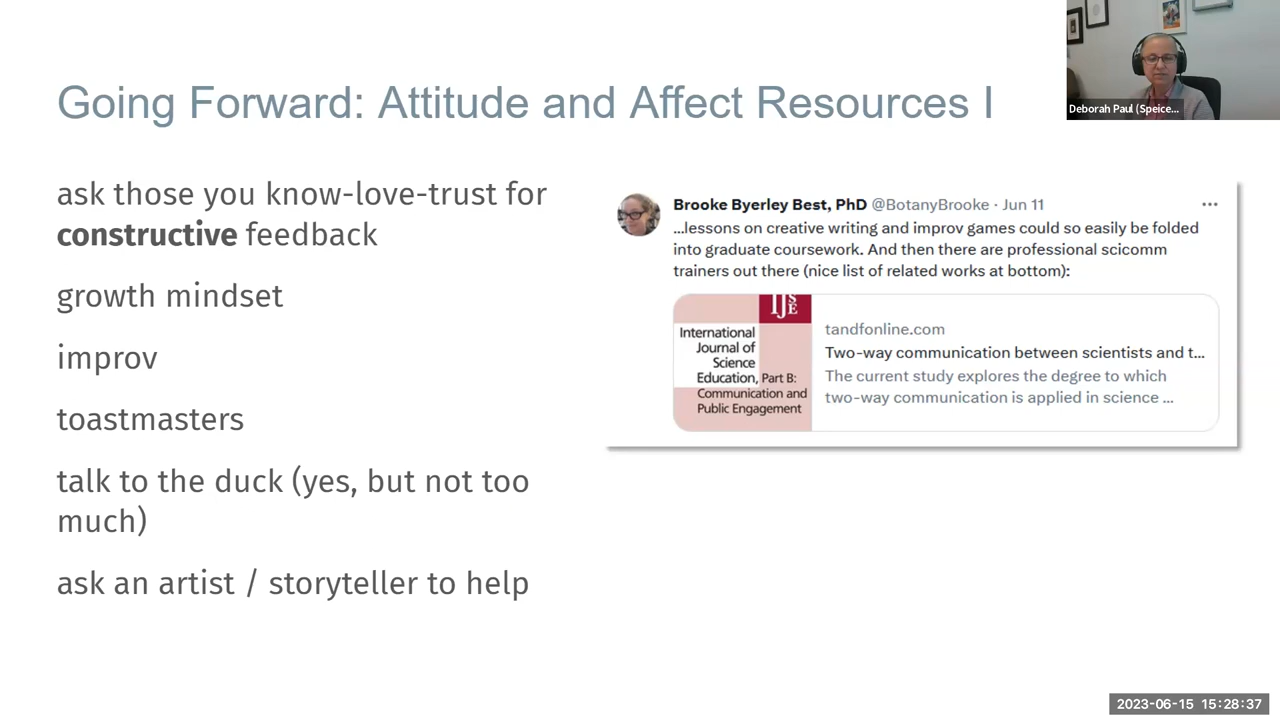 Going Forward: Attitude and Affect Resources I
Deborah Paul (Speice...
ask those you know-love-trust for
constructive feedback
growth mindset
improv
toastmasters
talk to the duck (yes, but not too
much)
ask an artist / storyteller to help
Brooke Byerley Best, PhD @BotanyBrooke · Jun 11
...lessons on creative writing and improv games could so easily be folded
into graduate coursework. And then there are professional scicomm
trainers out there (nice list of related works at bottom):
IJSE
International
Journal of
Science
Education, Part B:
Communication and
Public Engagement
tandfonline.com
Two-way communication between scientists and t...
The current study explores the degree to which
two-way communication is applied in science ...
2023-06-15 15:28:37